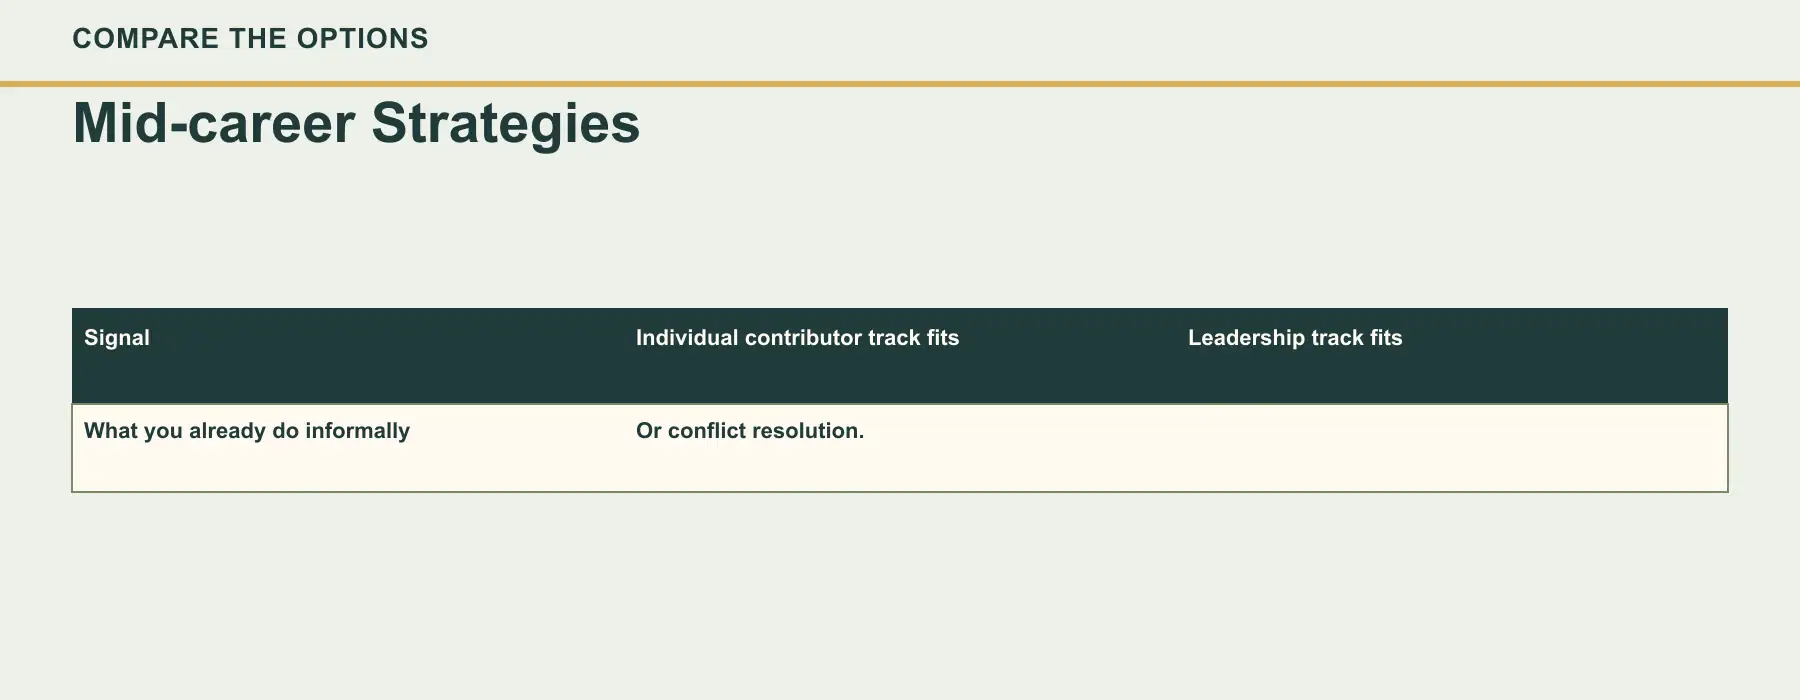 COMPARE THE OPTIONS
Mid-career Strategies
Signal Individual contributor track fits Leadership track fits
What you already do informally Or conflict resolution.